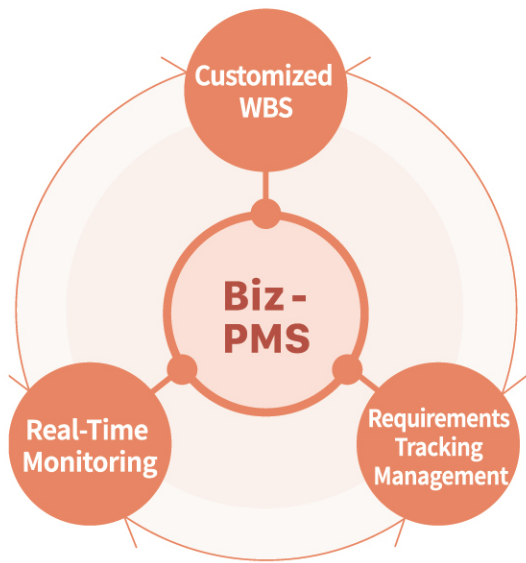 Customized
WBS
Biz -
PMS
Real-Time
Monitoring
Requirements
Tracking
Management